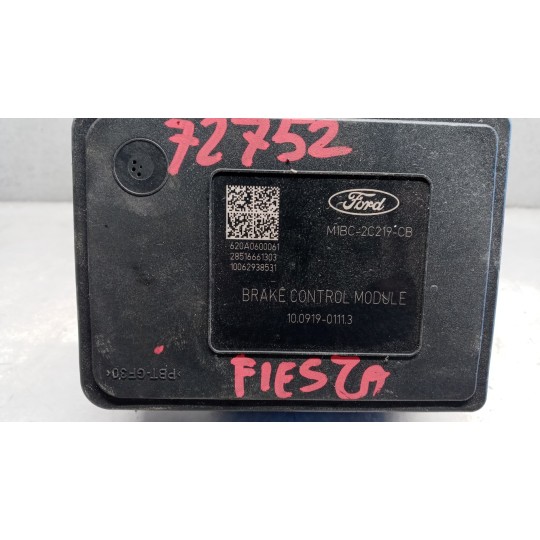 72752
Ford
M1BC-2C219-CB
620A0600061
28516661303
10062938531
BRAKE CONTROL MODULE
10.0919-0111.3
>PBT-GF30<
FIESTA